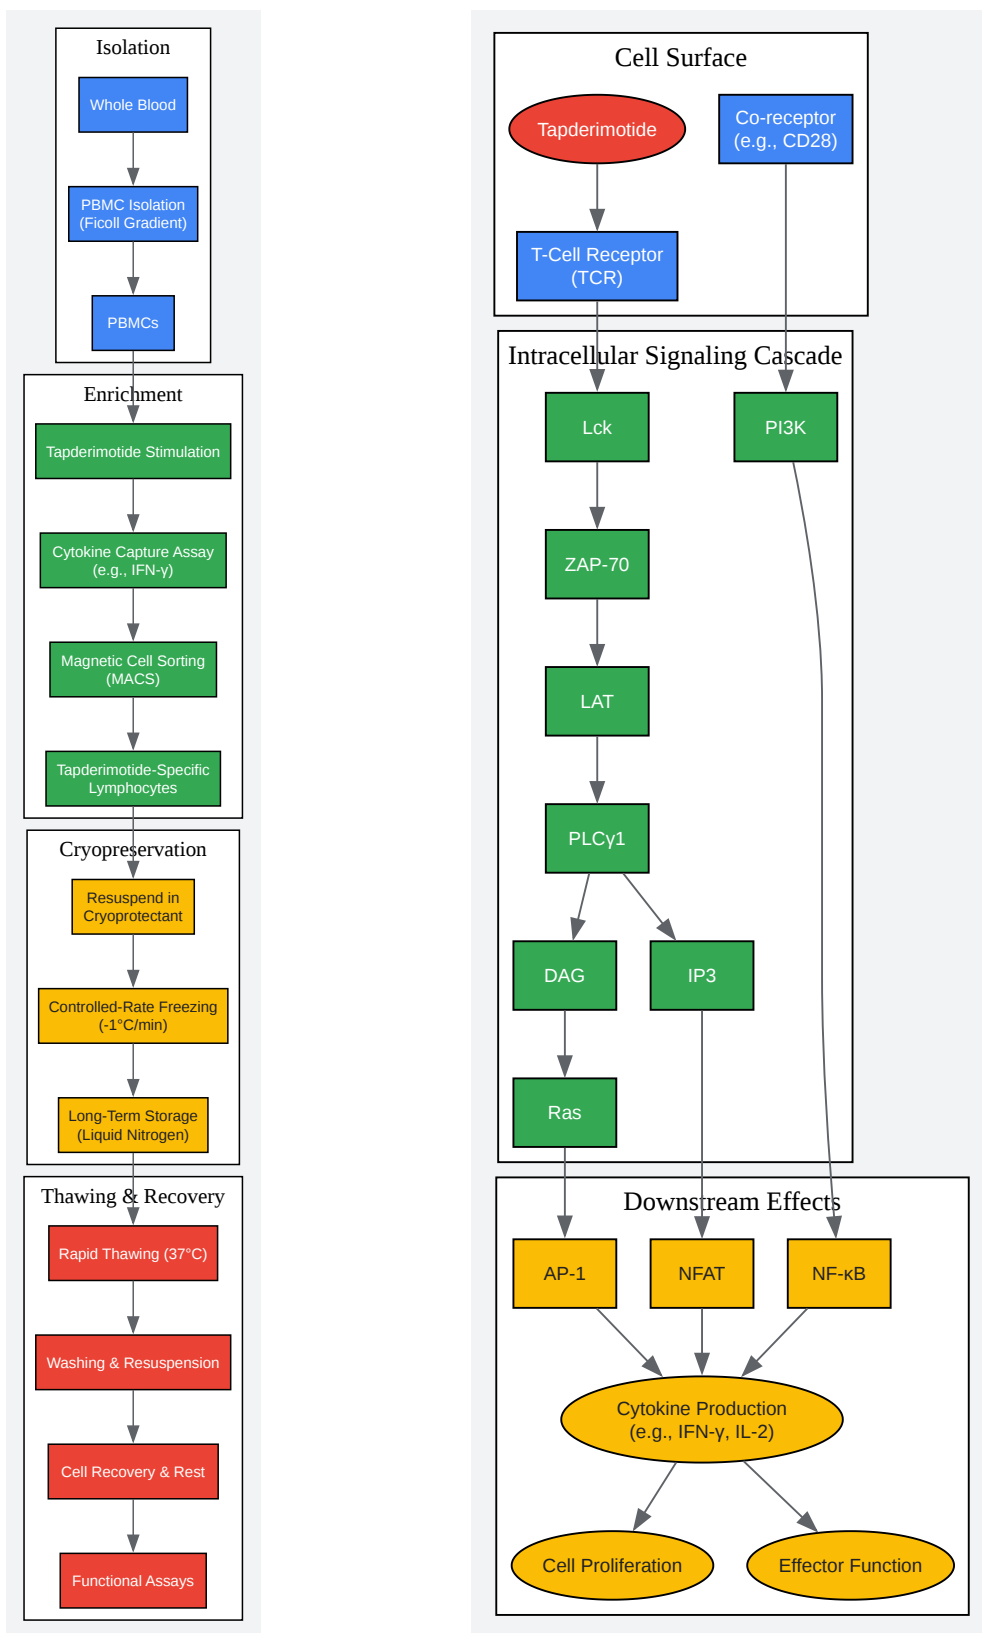 Isolation
Whole Blood
PBMC Isolation
(Ficoll Gradient)
PBMCs
Enrichment
Tapderimotide Stimulation
Cytokine Capture Assay
(e.g., IFN-γ)
Magnetic Cell Sorting
(MACS)
Tapderimotide-Specific
Lymphocytes
Cryopreservation
Resuspend in
Cryoprotectant
Controlled-Rate Freezing
(-1°C/min)
Long-Term Storage
(Liquid Nitrogen)
Thawing & Recovery
Rapid Thawing (37°C)
Washing & Resuspension
Cell Recovery & Rest
Functional Assays
Cell Surface
Tapderimotide
Co-receptor
(e.g., CD28)
T-Cell Receptor
(TCR)
Intracellular Signaling Cascade
Lck
PI3K
ZAP-70
LAT
PLCγ1
DAG
IP3
Ras
Downstream Effects
AP-1
NFAT
NF-κB
Cytokine Production
(e.g., IFN-γ, IL-2)
Cell Proliferation
Effector Function